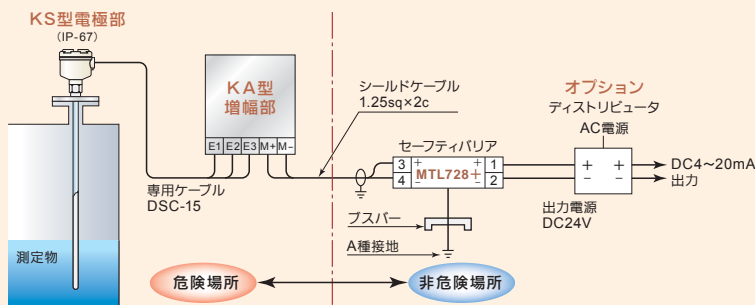 KS型電極部
(IP-67)
KA型
増幅部
E1 E2 E3 M+ M-
シールドケーブル
1.25sq×2c
オプション
ディストリビュータ
AC電源
セーフティバリア
3 + + 1
MTL728+
4 - - 2
+ +
- -
DC4～20mA
出力
専用ケーブル
DSC-15
出力電源
DC24V
ブスバー
A種接地
測定物
危険場所
非危険場所